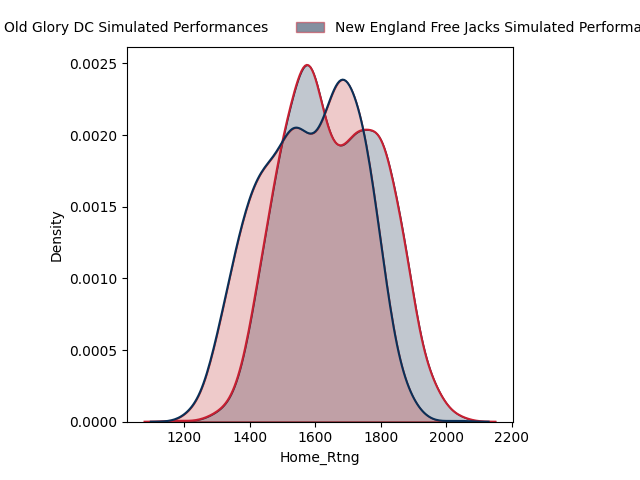 Old Glory DC Simulated Performances New England Free Jacks Simulated Performa
0.0025
0.0020
0.0015
0.0010
0.0005
0.0000
Density
1200 1400 1600 1800 2000 2200
Home_Rtng